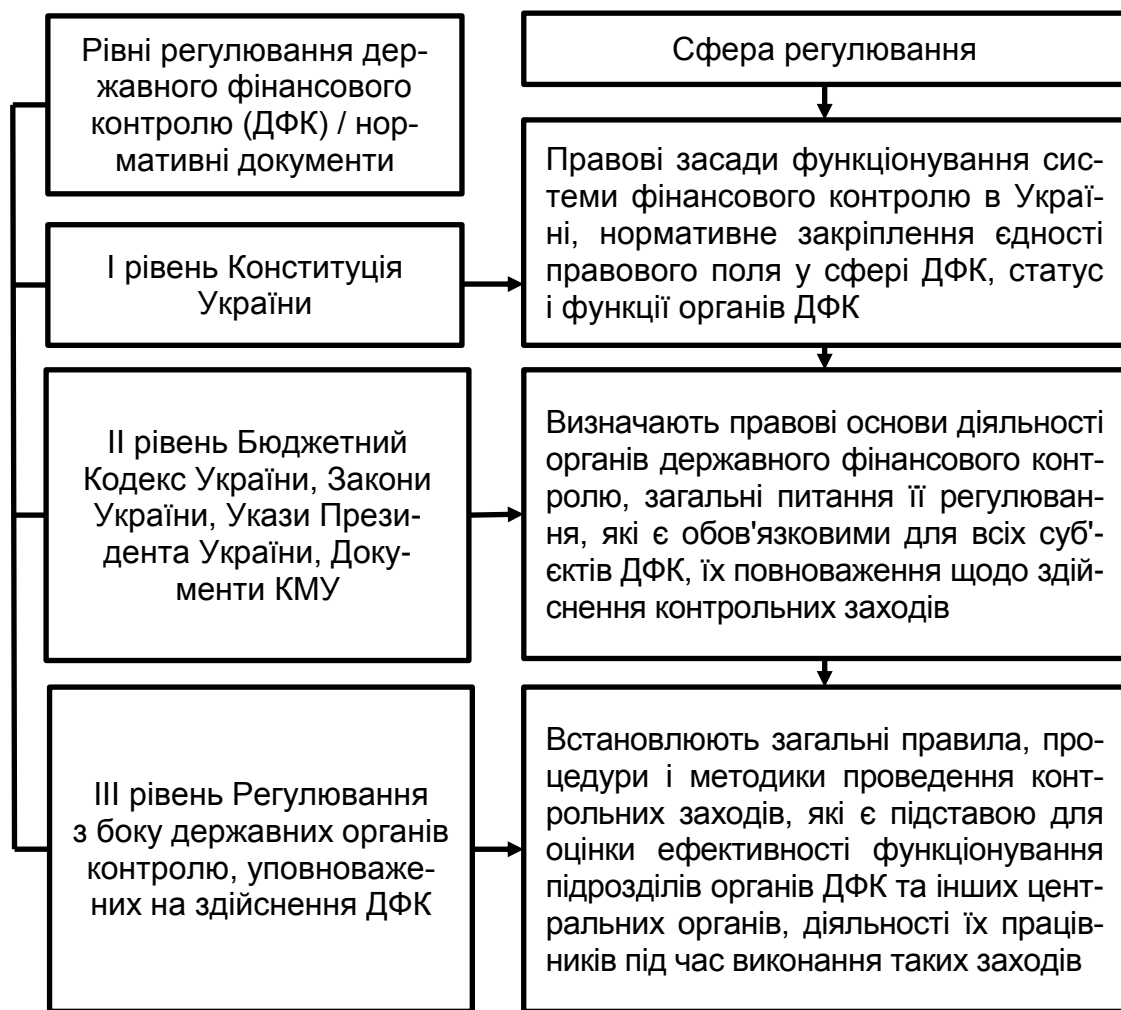 Рівні регулювання дер-
жавного фінансового
контролю (ДФК) / нор-
мативні документи
Сфера регулювання
І рівень Конституція
України
Правові засади функціонування сис-
теми фінансового контролю в Украї-
ні, нормативне закріплення єдності
правового поля у сфері ДФК, статус
і функції органів ДФК
ІІ рівень Бюджетний
Кодекс України, Закони
України, Укази Прези-
дента України, Доку-
менти КМУ
Визначають правові основи діяльності
органів державного фінансового конт-
ролю, загальні питання її регулюван-
ня, які є обов'язковими для всіх суб'-
єктів ДФК, їх повноваження щодо здій-
снення контрольних заходів
ІІІ рівень Регулювання
з боку державних органів
контролю, уповноваже-
них на здійснення ДФК
Встановлюють загальні правила, про-
цедури і методики проведення конт-
рольних заходів, які є підставою для
оцінки ефективності функціонування
підрозділів органів ДФК та інших цент-
ральних органів, діяльності їх праців-
ників під час виконання таких заходів